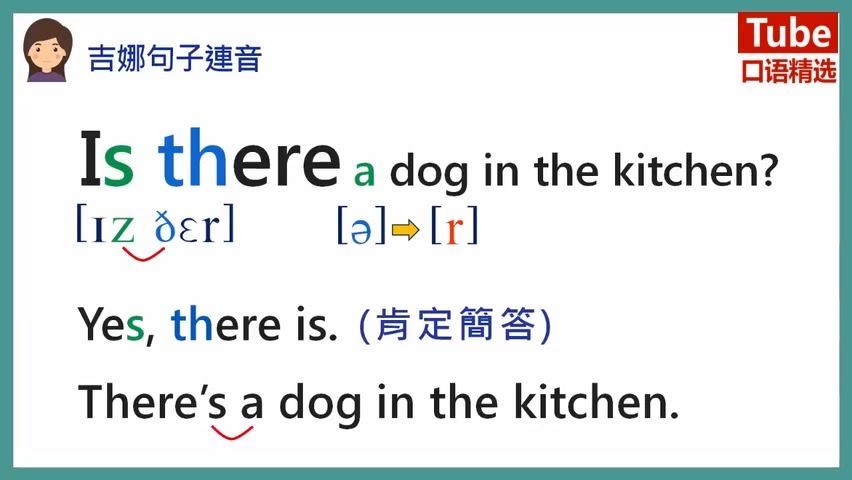 吉娜句子連音
Tube
口语精选
Is there a dog in the kitchen?
[ɪz ðɛr] [ə]➡[r]
Yes, there is. (肯定簡答)
There's a dog in the kitchen.